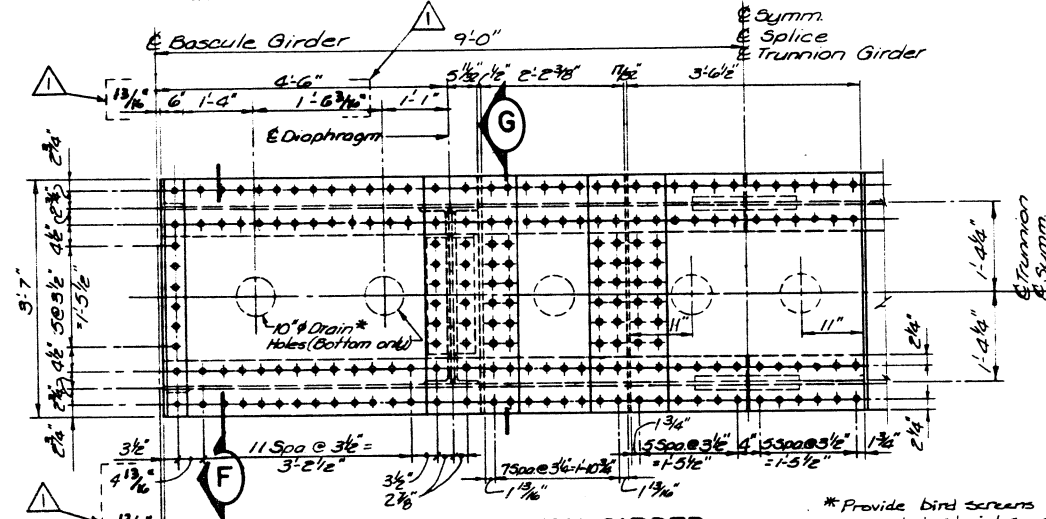 1
℄ Symm.
℄ Bascule Girder
9'-0"
℄ Splice
℄ Trunnion Girder
1
4'-6"
5 11/32"
1/2"
2'-2 3/8"
17/32"
3'-6 1/2"
13/16"
6"
1'-4"
1'-6 3/16"
1'-1"
℄ Diaphragm
G
2 3/4"
(2 3/4)
4 1/2"
5@3 1/2"
=1'-5 1/2"
3'-7"
4 1/2"
2 3/4"
1'-4 1/4"
1'-4 1/4"
℄ Trunnion
℄ Symm.
10"ϕ Drain*
Holes (Bottom only)
11"
11"
2 1/4"
2 1/4"
3 1/2"
4 13/16"
11 Spa @ 3 1/2" =
3'-2 1/2"
F
3 1/2"
2 7/8"
7 Spa @ 3 1/4"=1'-10 3/4"
1 13/16"
1 3/4"
5 Spa @ 3 1/2"
=1'-5 1/2"
4"
5 Spa @ 3 1/2"
=1'-5 1/2"
1 3/4"
1 13/16"
1
* Provide bird screens